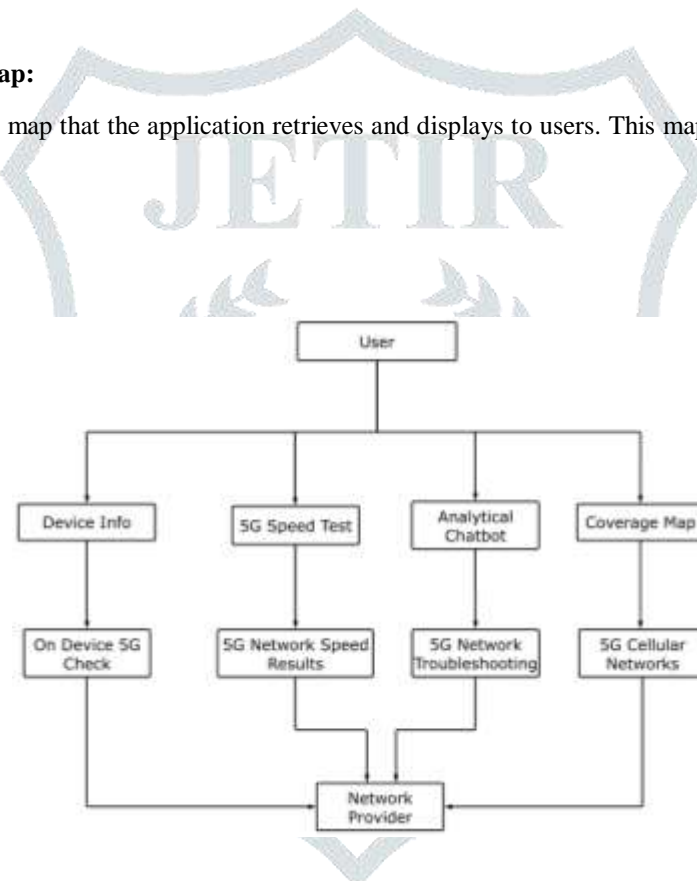 ap:
map that the application retrieves and displays to users. This map
JETIR
User
Device Info
5G Speed Test
Analytical
Chatbot
Coverage Map
On Device 5G
Check
5G Network Speed
Results
5G Network
Troubleshooting
5G Cellular
Networks
Network
Provider